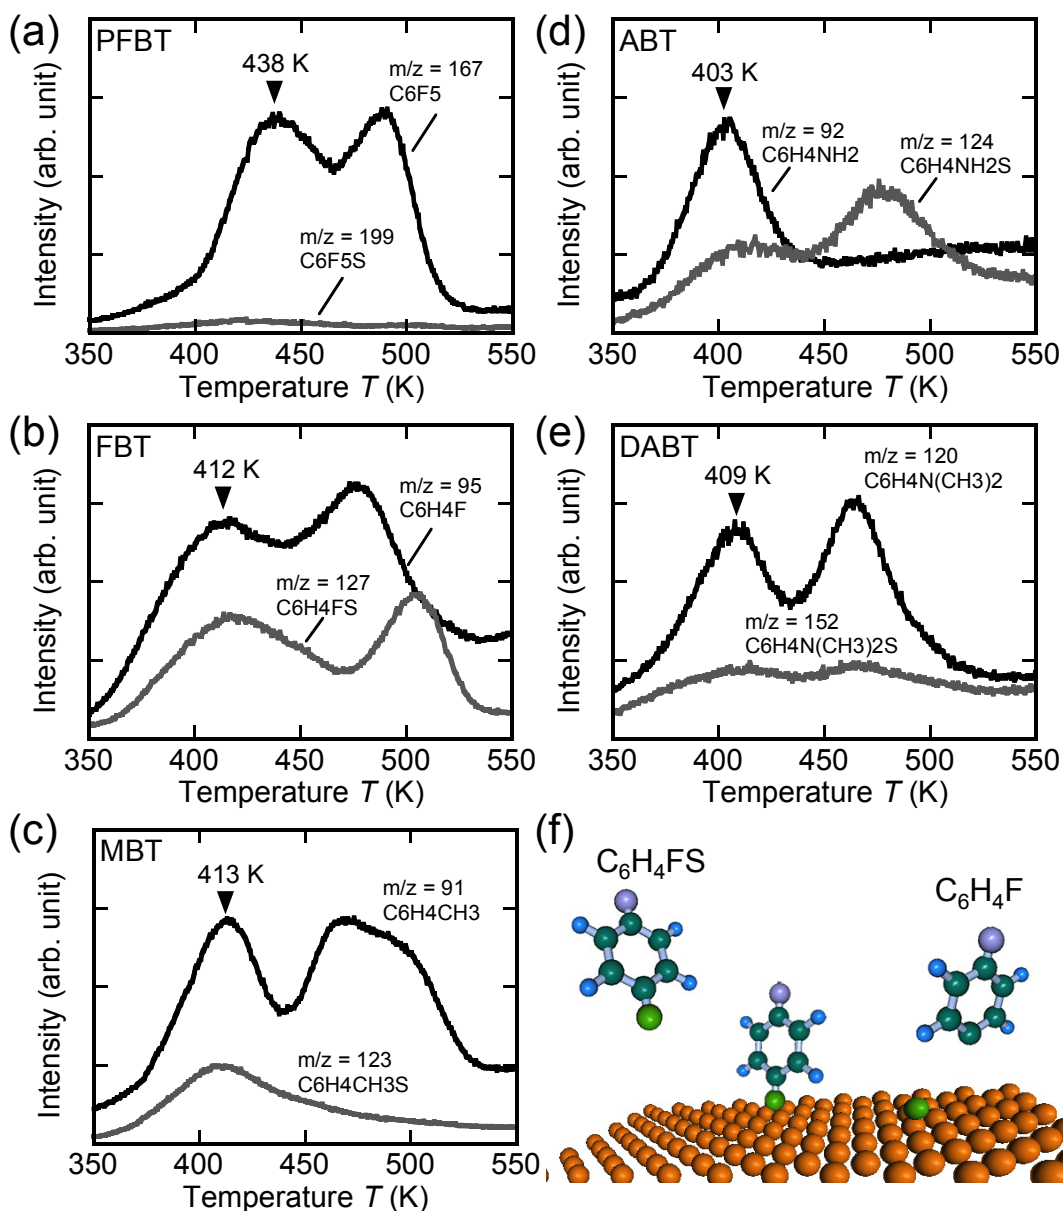 (a)
PFBT
438 K
m/z = 167
C6F5
m/z = 199
C6F5S
Intensity (arb. unit)
350 400 450 500 550
Temperature T (K)
(d)
ABT
403 K
m/z = 92
C6H4NH2
m/z = 124
C6H4NH2S
Intensity (arb. unit)
350 400 450 500 550
Temperature T (K)
(b)
FBT
412 K
m/z = 95
C6H4F
m/z = 127
C6H4FS
Intensity (arb. unit)
350 400 450 500 550
Temperature T (K)
(e)
DABT
409 K
m/z = 120
C6H4N(CH3)2
m/z = 152
C6H4N(CH3)2S
Intensity (arb. unit)
350 400 450 500 550
Temperature T (K)
(c)
MBT
413 K
m/z = 91
C6H4CH3
m/z = 123
C6H4CH3S
Intensity (arb. unit)
350 400 450 500 550
Temperature T (K)
(f)
C₆H₄FS
C₆H₄F